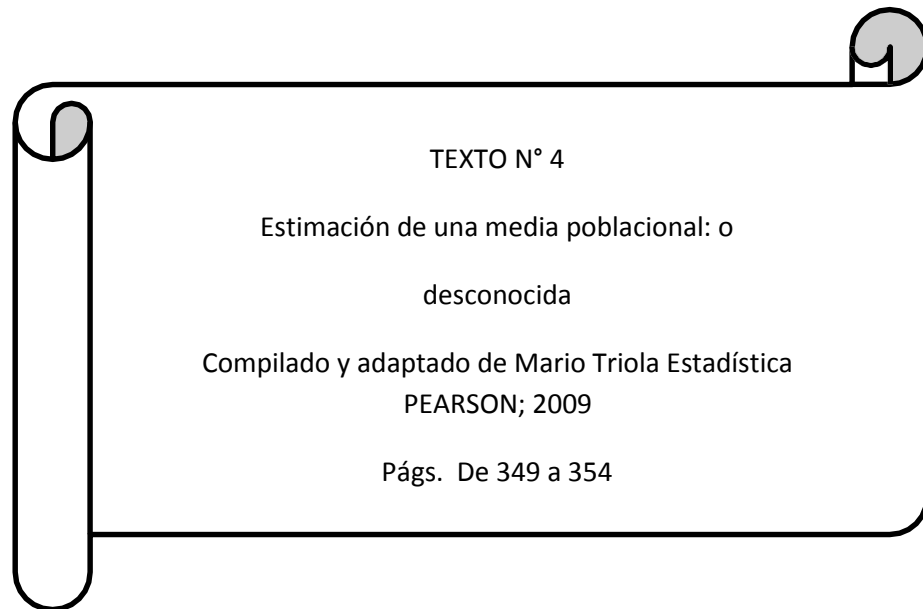 TEXTO N° 4
Estimación de una media poblacional: o
desconocida
Compilado y adaptado de Mario Triola Estadística
PEARSON; 2009
Págs. De 349 a 354